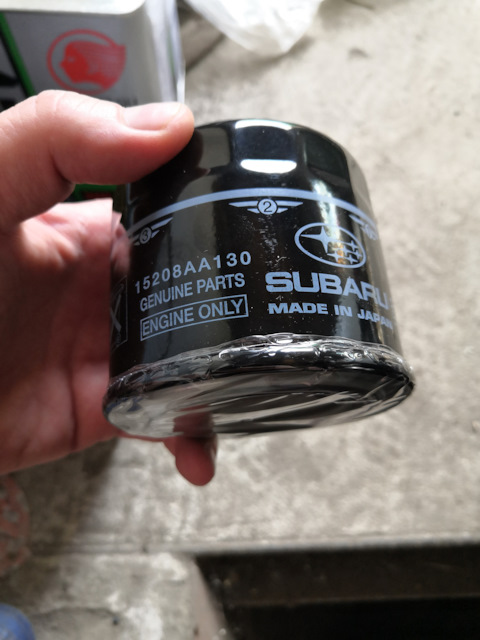 3
2
15208AA130
GENUINE PARTS
ENGINE ONLY
SUBARU
MADE IN JAPAN